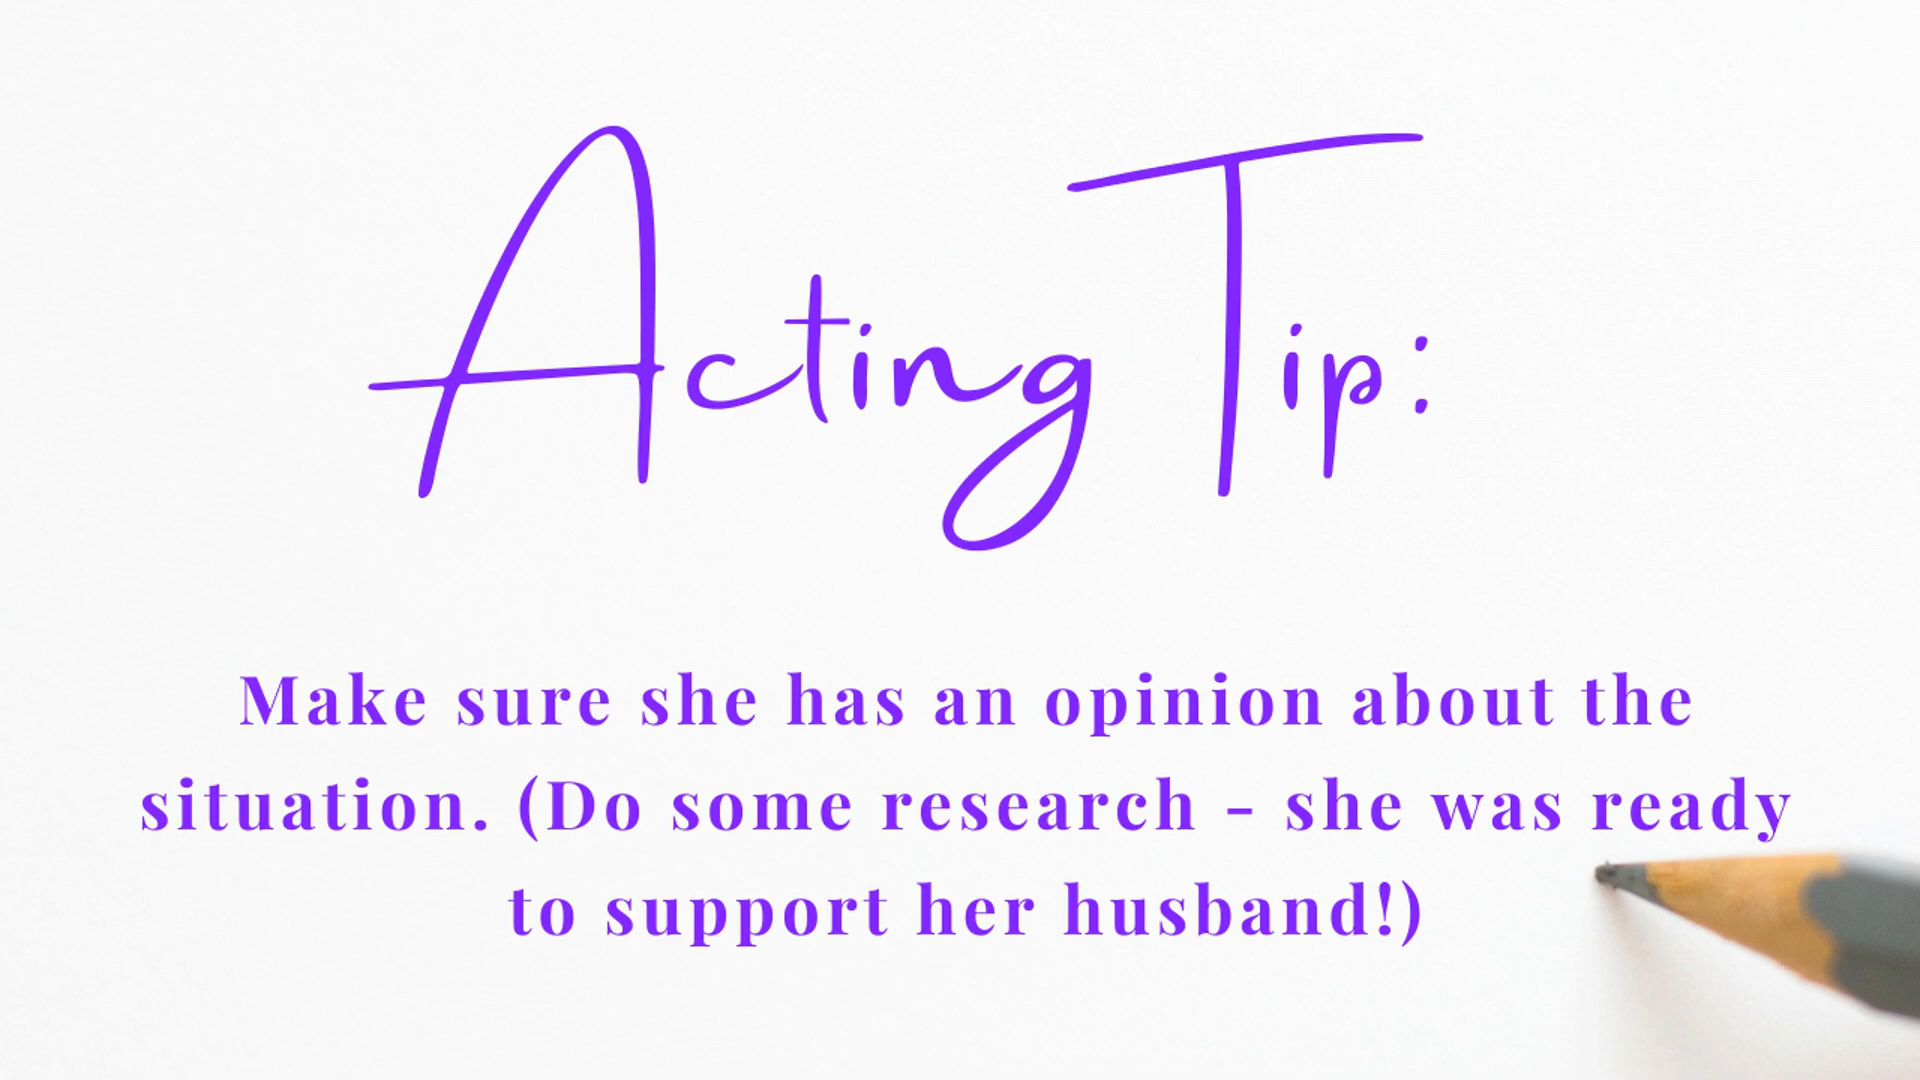 Acting Tip:
Make sure she has an opinion about the
situation. (Do some research - she was ready
to support her husband!)